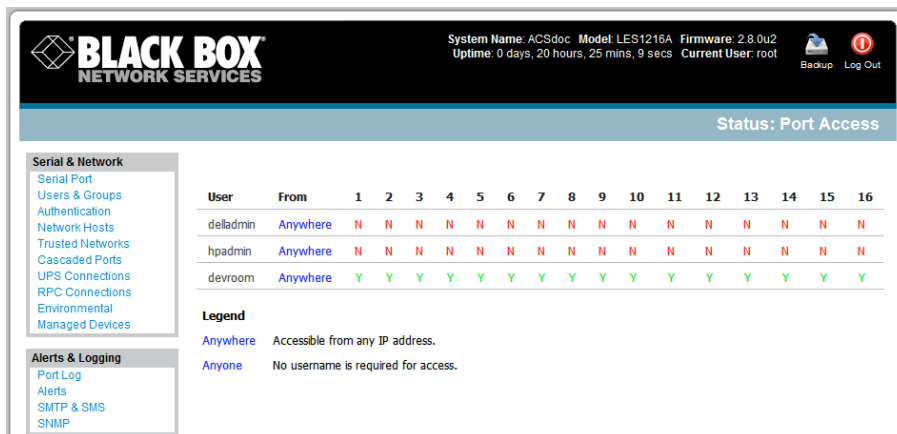 BLACK BOX
NETWORK SERVICES
System Name: ACSdoc Model: LES1216A Firmware: 2.8.0u2
Uptime: 0 days, 20 hours, 25 mins, 9 secs Current User: root
Backup Log Out
Status: Port Access
Serial & Network
Serial Port
Users & Groups
Authentication
Network Hosts
Trusted Networks
Cascaded Ports
UPS Connections
RPC Connections
Environmental
Managed Devices
Alerts & Logging
Port Log
Alerts
SMTP & SMS
SNMP
User From 1 2 3 4 5 6 7 8 9 10 11 12 13 14 15 16
delladmin Anywhere N N N N N N N N N N N N N N N N
hpadmin Anywhere N N N N N N N N N N N N N N N N
devroom Anywhere Y Y Y Y Y Y Y Y Y Y Y Y Y Y Y Y
Legend
Anywhere Accessible from any IP address.
Anyone No username is required for access.